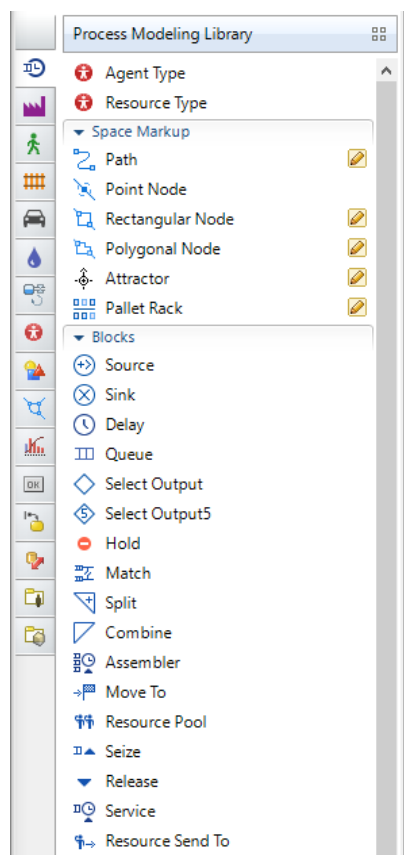 Process Modeling Library
Agent Type
Resource Type
Space Markup
Path
Point Node
Rectangular Node
Polygonal Node
Attractor
Pallet Rack
Blocks
Source
Sink
Delay
Queue
Select Output
5
Select Output5
Hold
Match
Split
Combine
Assembler
OK
Move To
Resource Pool
Seize
Release
Service
Resource Send To